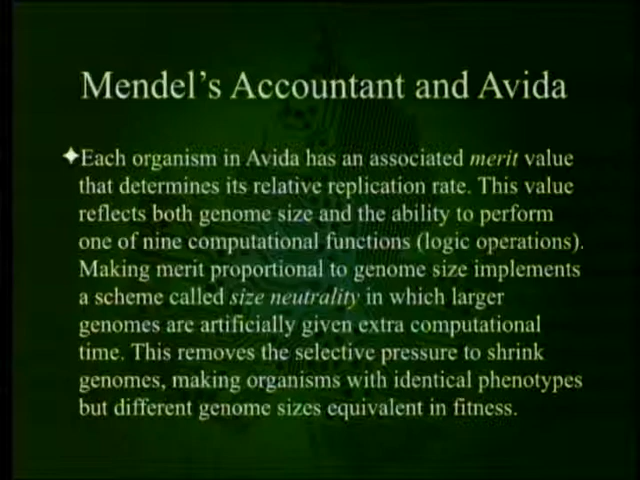 Mendel's Accountant and Avida
✦Each organism in Avida has an associated merit value
that determines its relative replication rate. This value
reflects both genome size and the ability to perform
one of nine computational functions (logic operations).
Making merit proportional to genome size implements
a scheme called size neutrality in which larger
genomes are artificially given extra computational
time. This removes the selective pressure to shrink
genomes, making organisms with identical phenotypes
but different genome sizes equivalent in fitness.